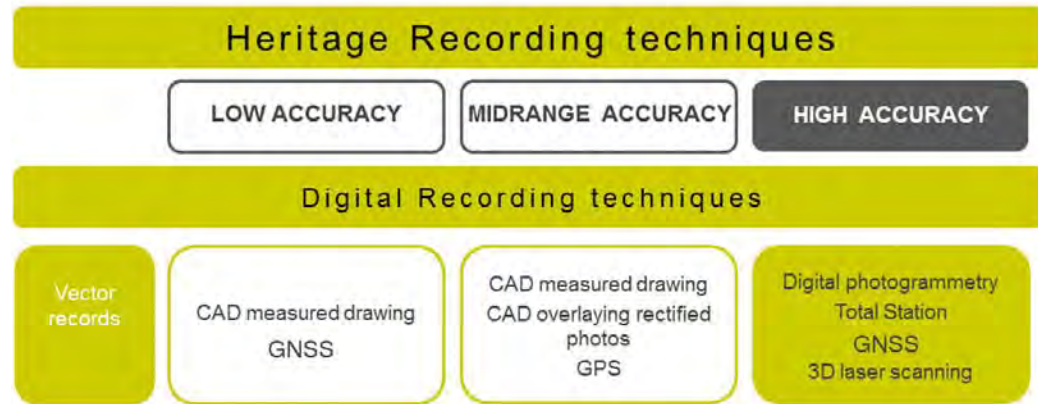 Heritage Recording techniques
LOW ACCURACY
MIDRANGE ACCURACY
HIGH ACCURACY
Digital Recording techniques
Vector
records
CAD measured drawing
GNSS
CAD measured drawing
CAD overlaying rectified
photos
GPS
Digital photogrammetry
Total Station
GNSS
3D laser scanning